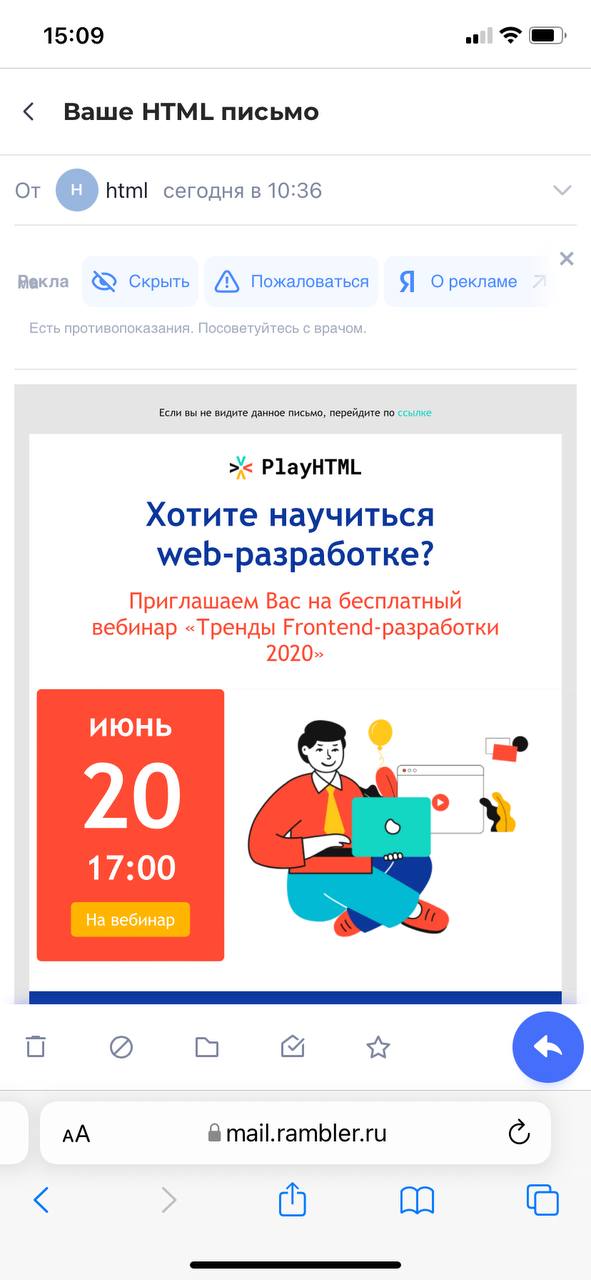 15:09
Ваше HTML письмо
От H html сегодня в 10:36
Скрыть Пожаловаться Я О рекламе
Есть противопоказания. Посоветуйтесь с врачом.
Если вы не видите данное письмо, перейдите по ссылке
PlayHTML
Хотите научиться
web-разработке?
Приглашаем Вас на бесплатный
вебинар «Тренды Frontend-разработки
2020»
ИЮНЬ
20
17:00
На вебинар
AA mail.rambler.ru